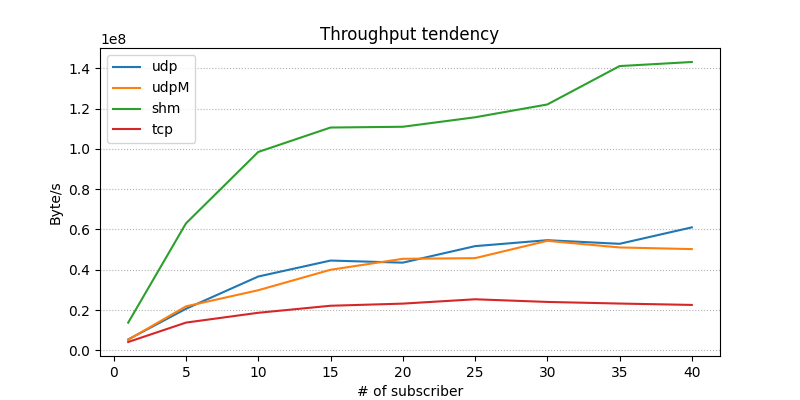 Throughput tendency
1e8
udp
udpM
shm
tcp
1.4
1.2
1.0
0.8
0.6
0.4
0.2
0.0
Byte/s
0 5 10 15 20 25 30 35 40
# of subscriber